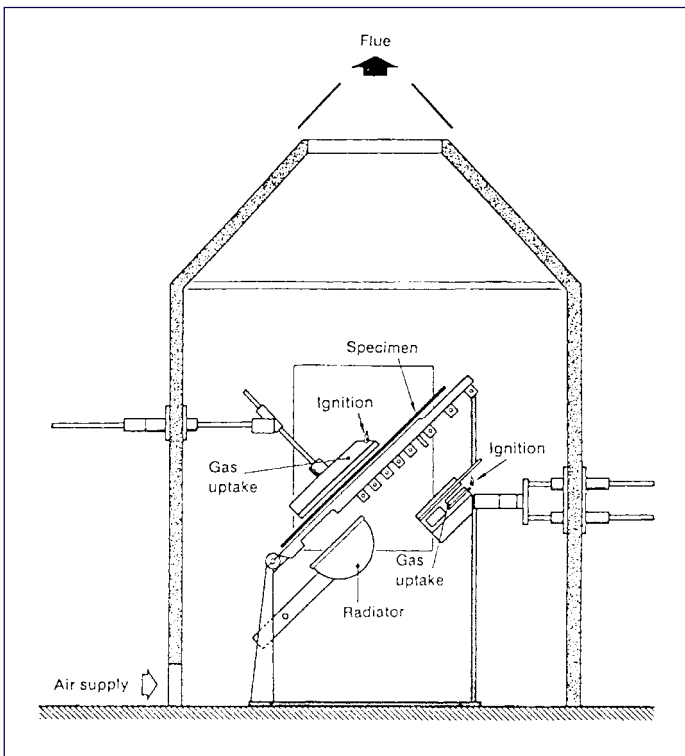 Flue
Specimen
Ignition
Gas
uptake
Ignition
Gas
uptake
Radiator
Air supply